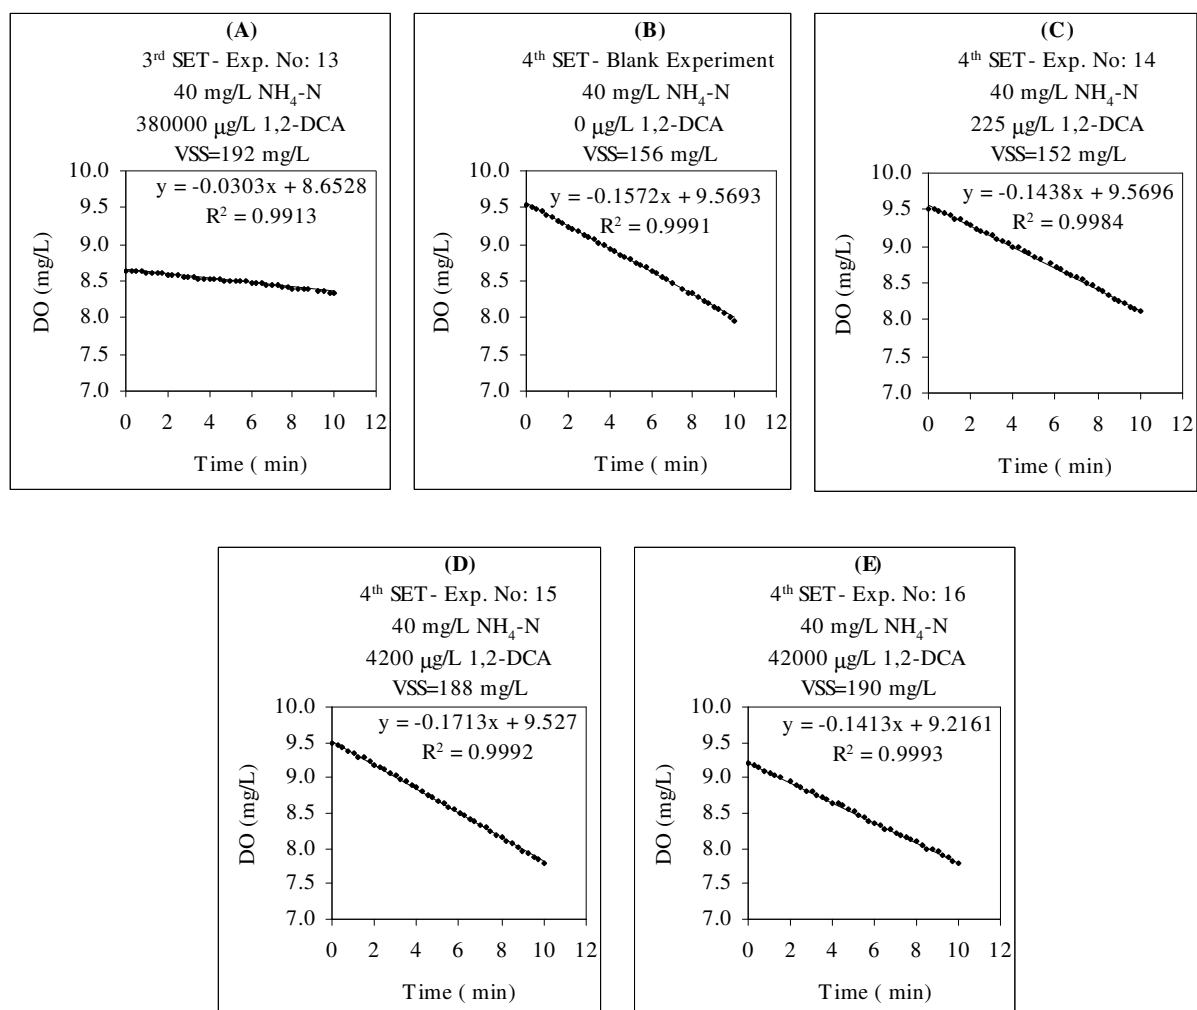 (A)
3rd SET- Exp. No: 13
40 mg/L NH4-N
380000 µg/L 1,2-DCA
VSS=192 mg/L
y = -0.0303x + 8.6528
R2 = 0.9913
10.0
9.5
9.0
8.5
8.0
7.5
7.0
DO (mg/L)
0 2 4 6 8 10 12
Time ( min)
(B)
4th SET- Blank Experiment
40 mg/L NH4-N
0 µg/L 1,2-DCA
VSS=156 mg/L
y = -0.1572x + 9.5693
R2 = 0.9991
10.0
9.5
9.0
8.5
8.0
7.5
7.0
DO (mg/L)
0 2 4 6 8 10 12
Time ( min)
(C)
4th SET- Exp. No: 14
40 mg/L NH4-N
225 µg/L 1,2-DCA
VSS=152 mg/L
y = -0.1438x + 9.5696
R2 = 0.9984
10.0
9.5
9.0
8.5
8.0
7.5
7.0
DO (mg/L)
0 2 4 6 8 10 12
Time ( min)
(D)
4th SET- Exp. No: 15
40 mg/L NH4-N
4200 µg/L 1,2-DCA
VSS=188 mg/L
y = -0.1713x + 9.527
R2 = 0.9992
10.0
9.5
9.0
8.5
8.0
7.5
7.0
DO (mg/L)
0 2 4 6 8 10 12
Time ( min)
(E)
4th SET- Exp. No: 16
40 mg/L NH4-N
42000 µg/L 1,2-DCA
VSS=190 mg/L
y = -0.1413x + 9.2161
R2 = 0.9993
10.0
9.5
9.0
8.5
8.0
7.5
7.0
DO (mg/L)
0 2 4 6 8 10 12
Time ( min)